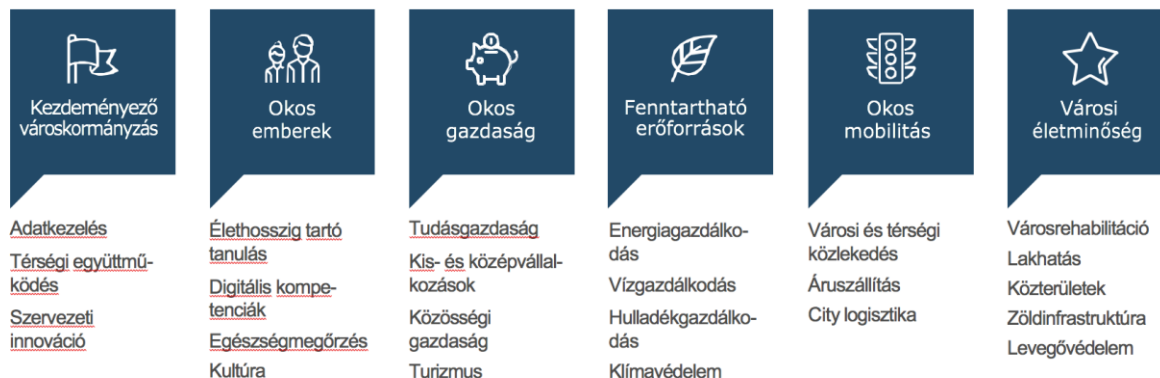 Kezdeményező
városkormányzás
Adatkezelés
Térségi együttmű-
ködés
Szervezeti
innováció
Okos
emberek
Élethosszig tartó
tanulás
Digitális kompe-
tenciák
Egészségmegőrzés
Kultúra
Okos
gazdaság
Tudásgazdaság
Kis- és középvállal-
kozások
Közösségi
gazdaság
Turizmus
Fenntartható
erőforrások
Energiagazdálko-
dás
Vízgazdálkodás
Hulladékgazdálko-
dás
Klímavédelem
Okos
mobilitás
Városi és térségi
közlekedés
Áruszállítás
City logisztika
Városi
életminőség
Városrehabilitáció
Lakhatás
Közterületek
Zöldinfrastruktúra
Levegővédelem